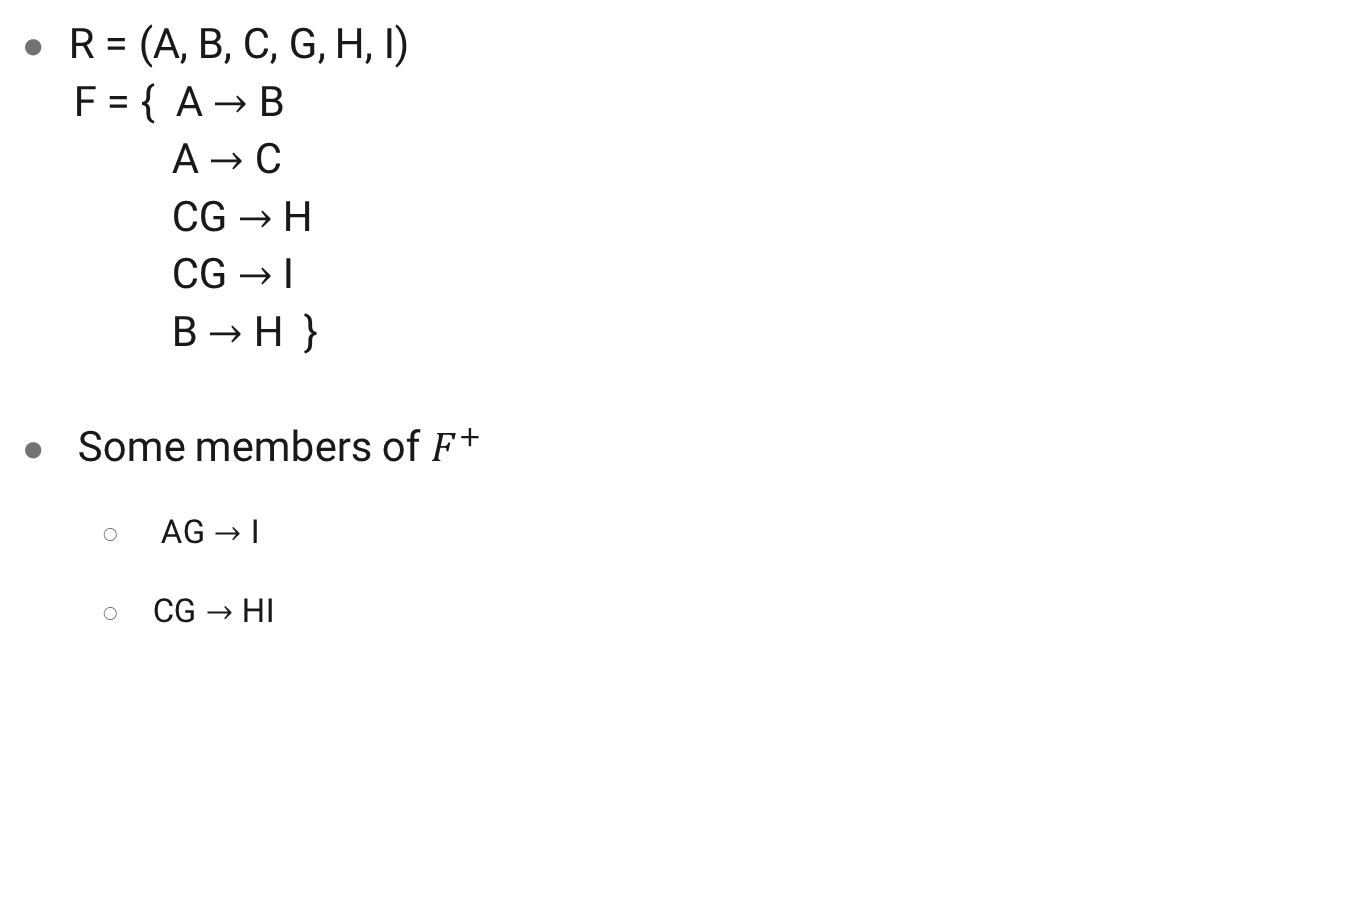 ● R = (A, B, C, G, H, I)
F = { A → B
A → C
CG → H
CG → I
B → H }
● Some members of F⁺
○ AG → I
○ CG → HI